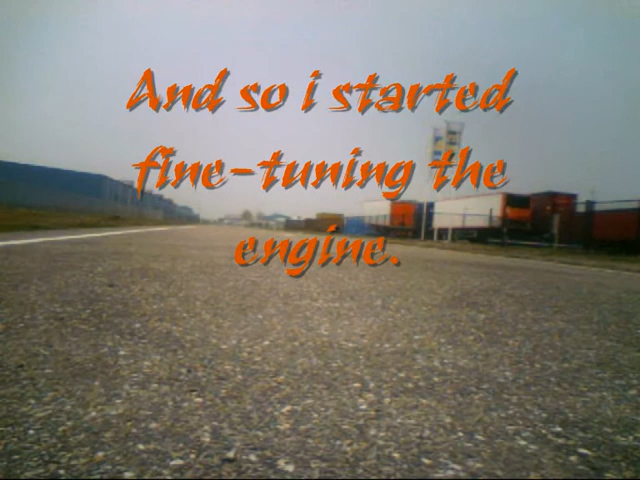 And so i started
fine-tuning the
engine.